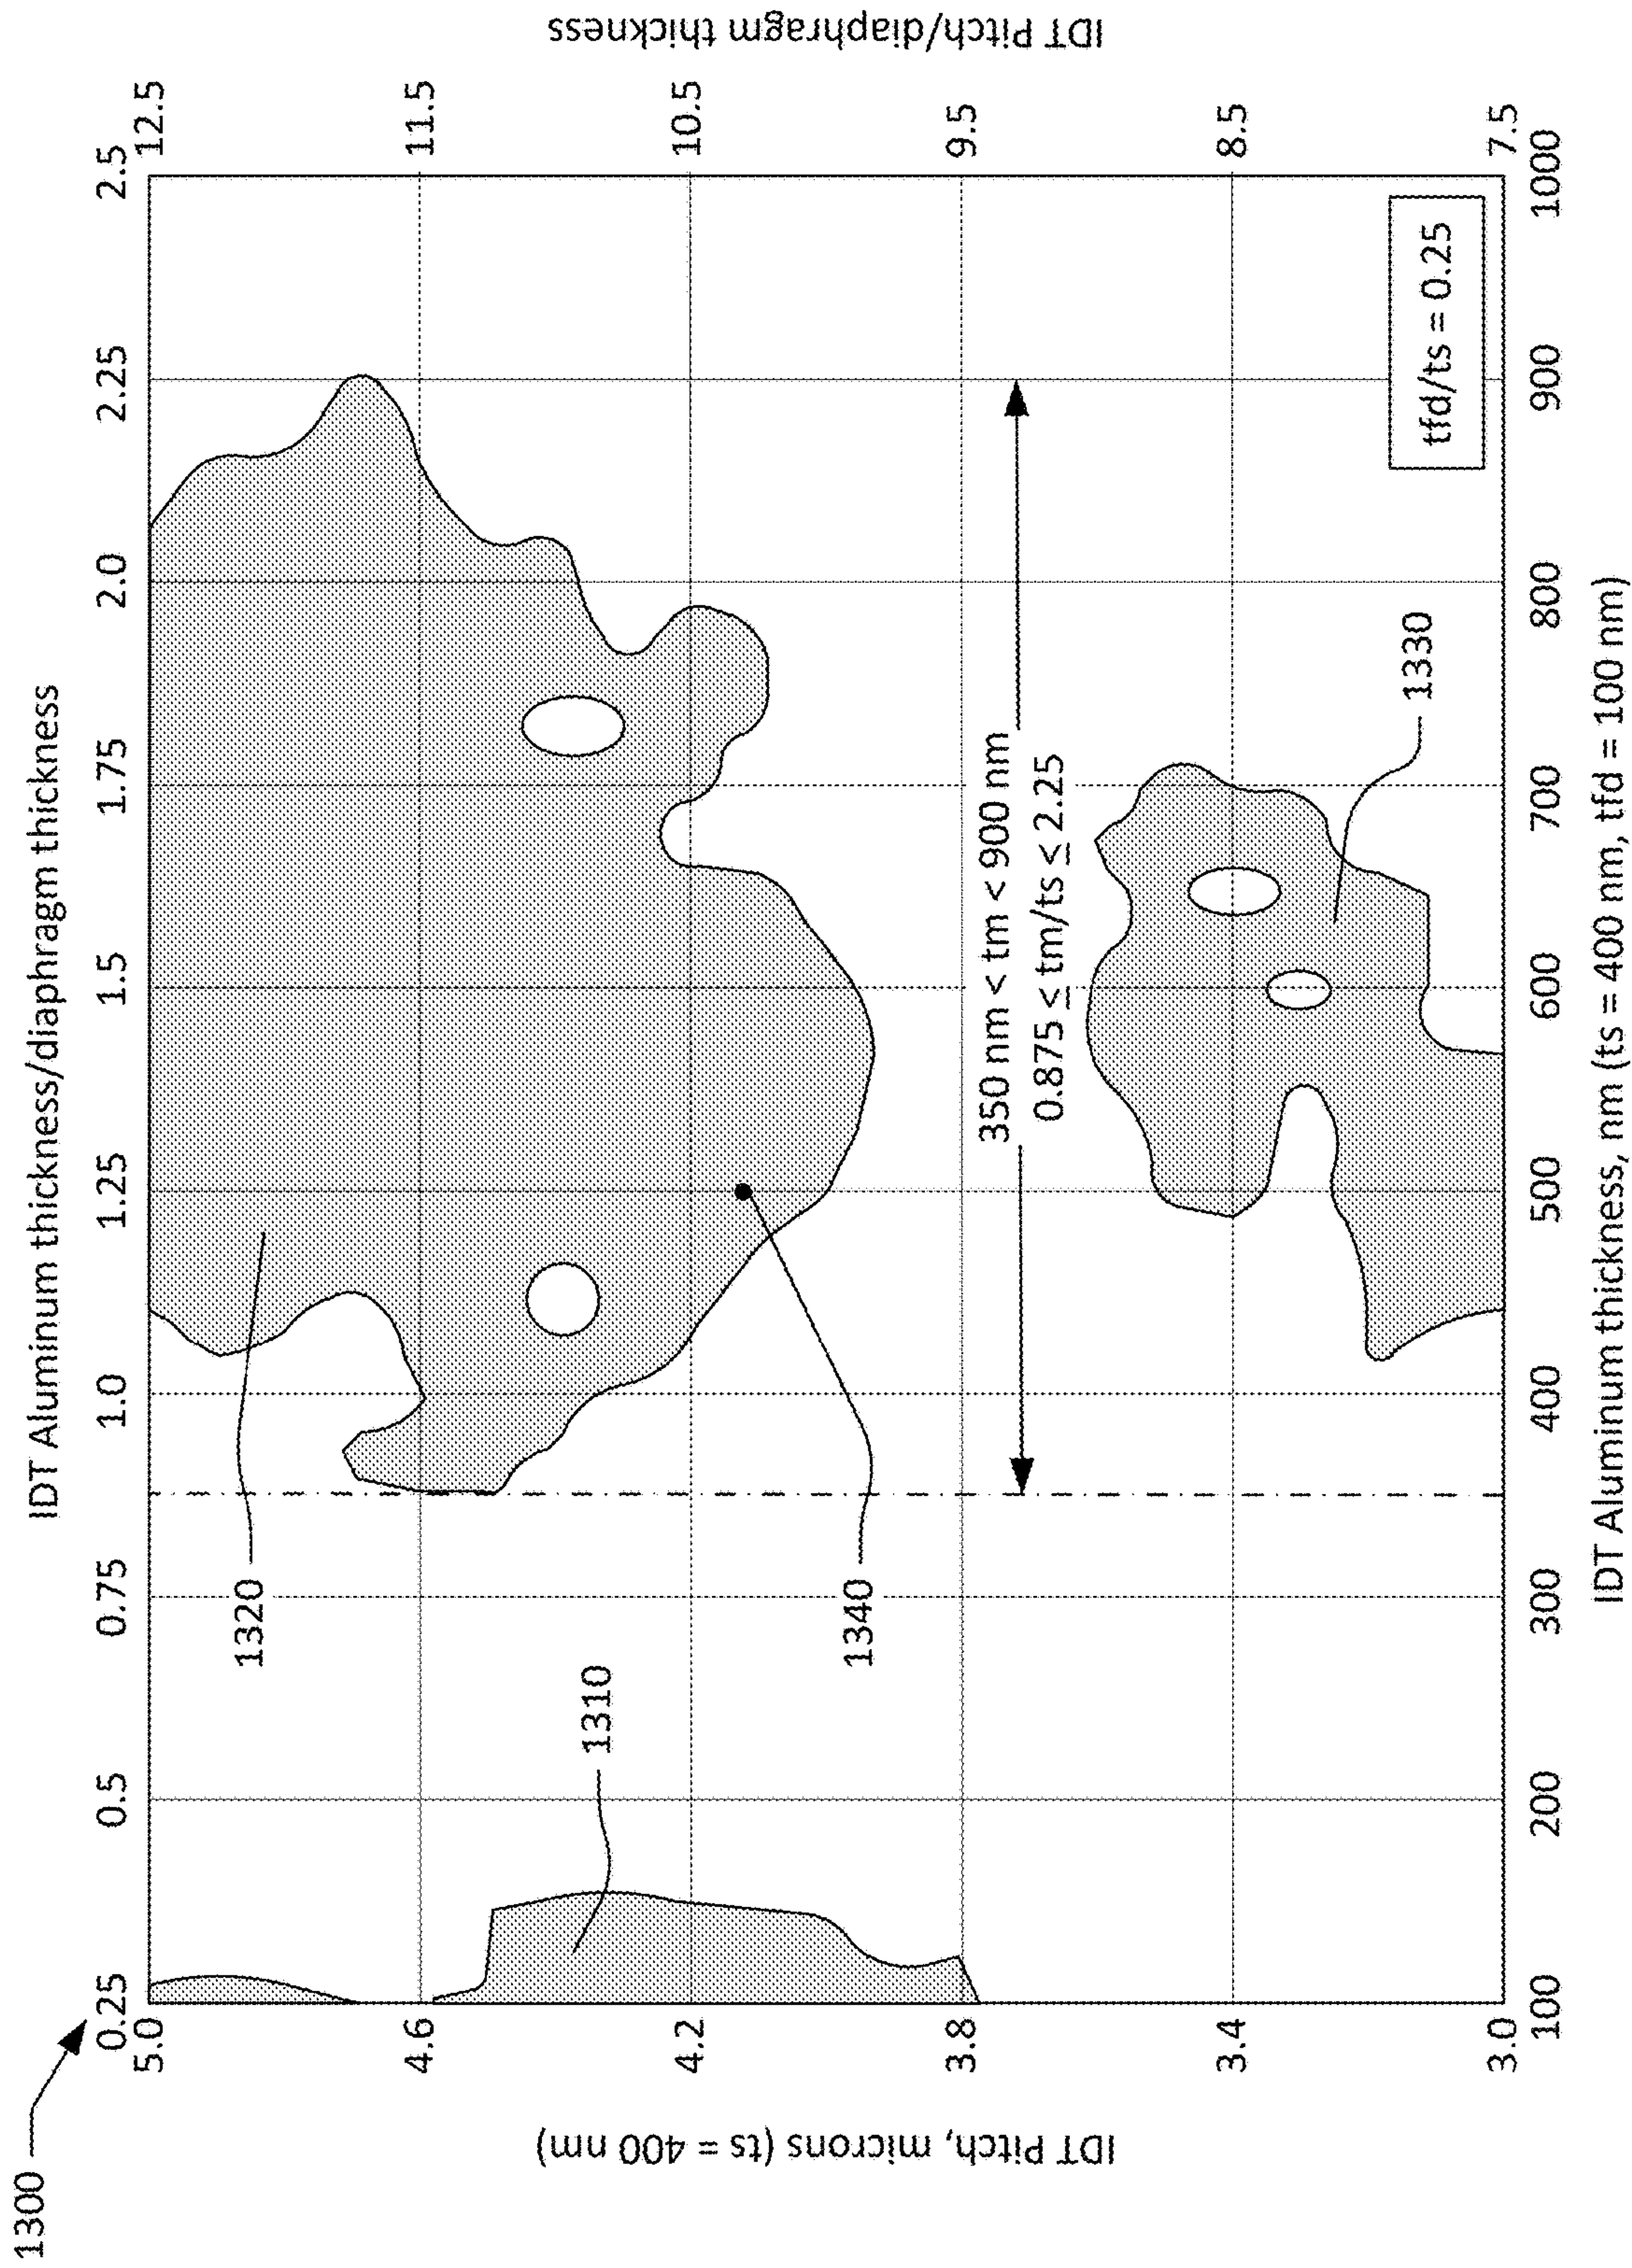 1300
IDT Aluminum thickness/diaphragm thickness
0.25 0.5 0.75 1.0 1.25 1.5 1.75 2.0 2.25 2.5
IDT Pitch, microns (ts = 400 nm)
5.0
4.6
4.2
3.8
3.4
3.0
12.5
11.5
10.5
9.5
8.5
7.5
IDT Pitch/diaphragm thickness
1320
1310
1340
350 nm < tm < 900 nm
0.875 ≤ tm/ts ≤ 2.25
1330
tfd/ts = 0.25
100 200 300 400 500 600 700 800 900 1000
IDT Aluminum thickness, nm (ts = 400 nm, tfd = 100 nm)